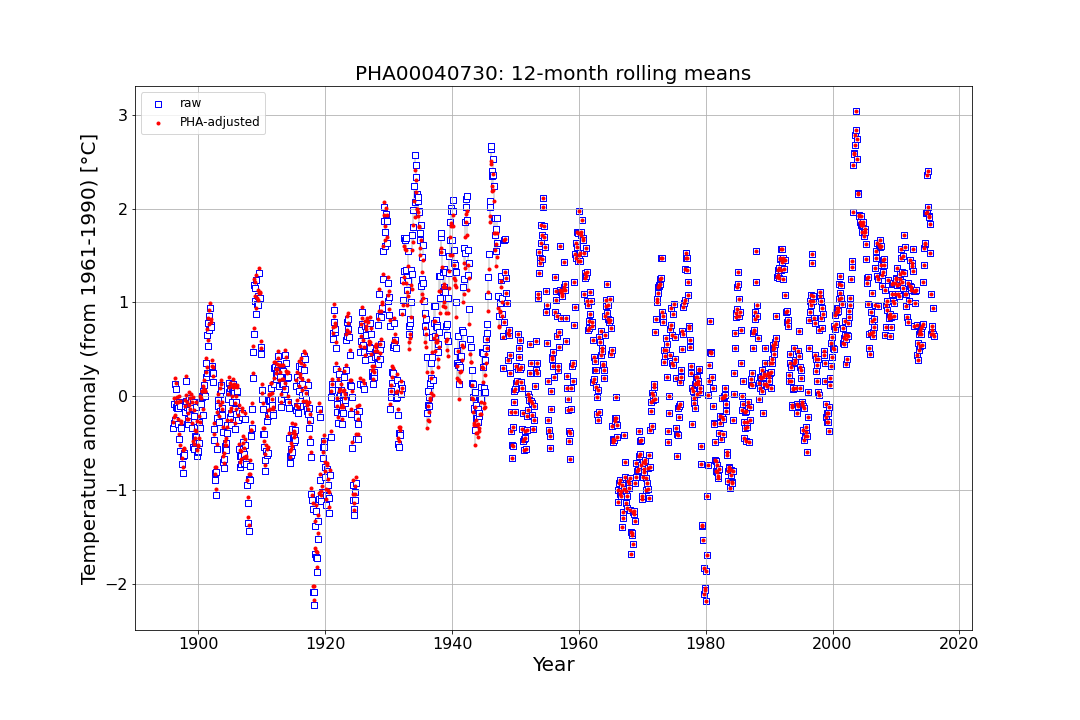 PHA00040730: 12-month rolling means
raw
PHA-adjusted
Temperature anomaly (from 1961-1990) [°C]
3
2
1
0
−1
−2
1900 1920 1940 1960 1980 2000 2020
Year